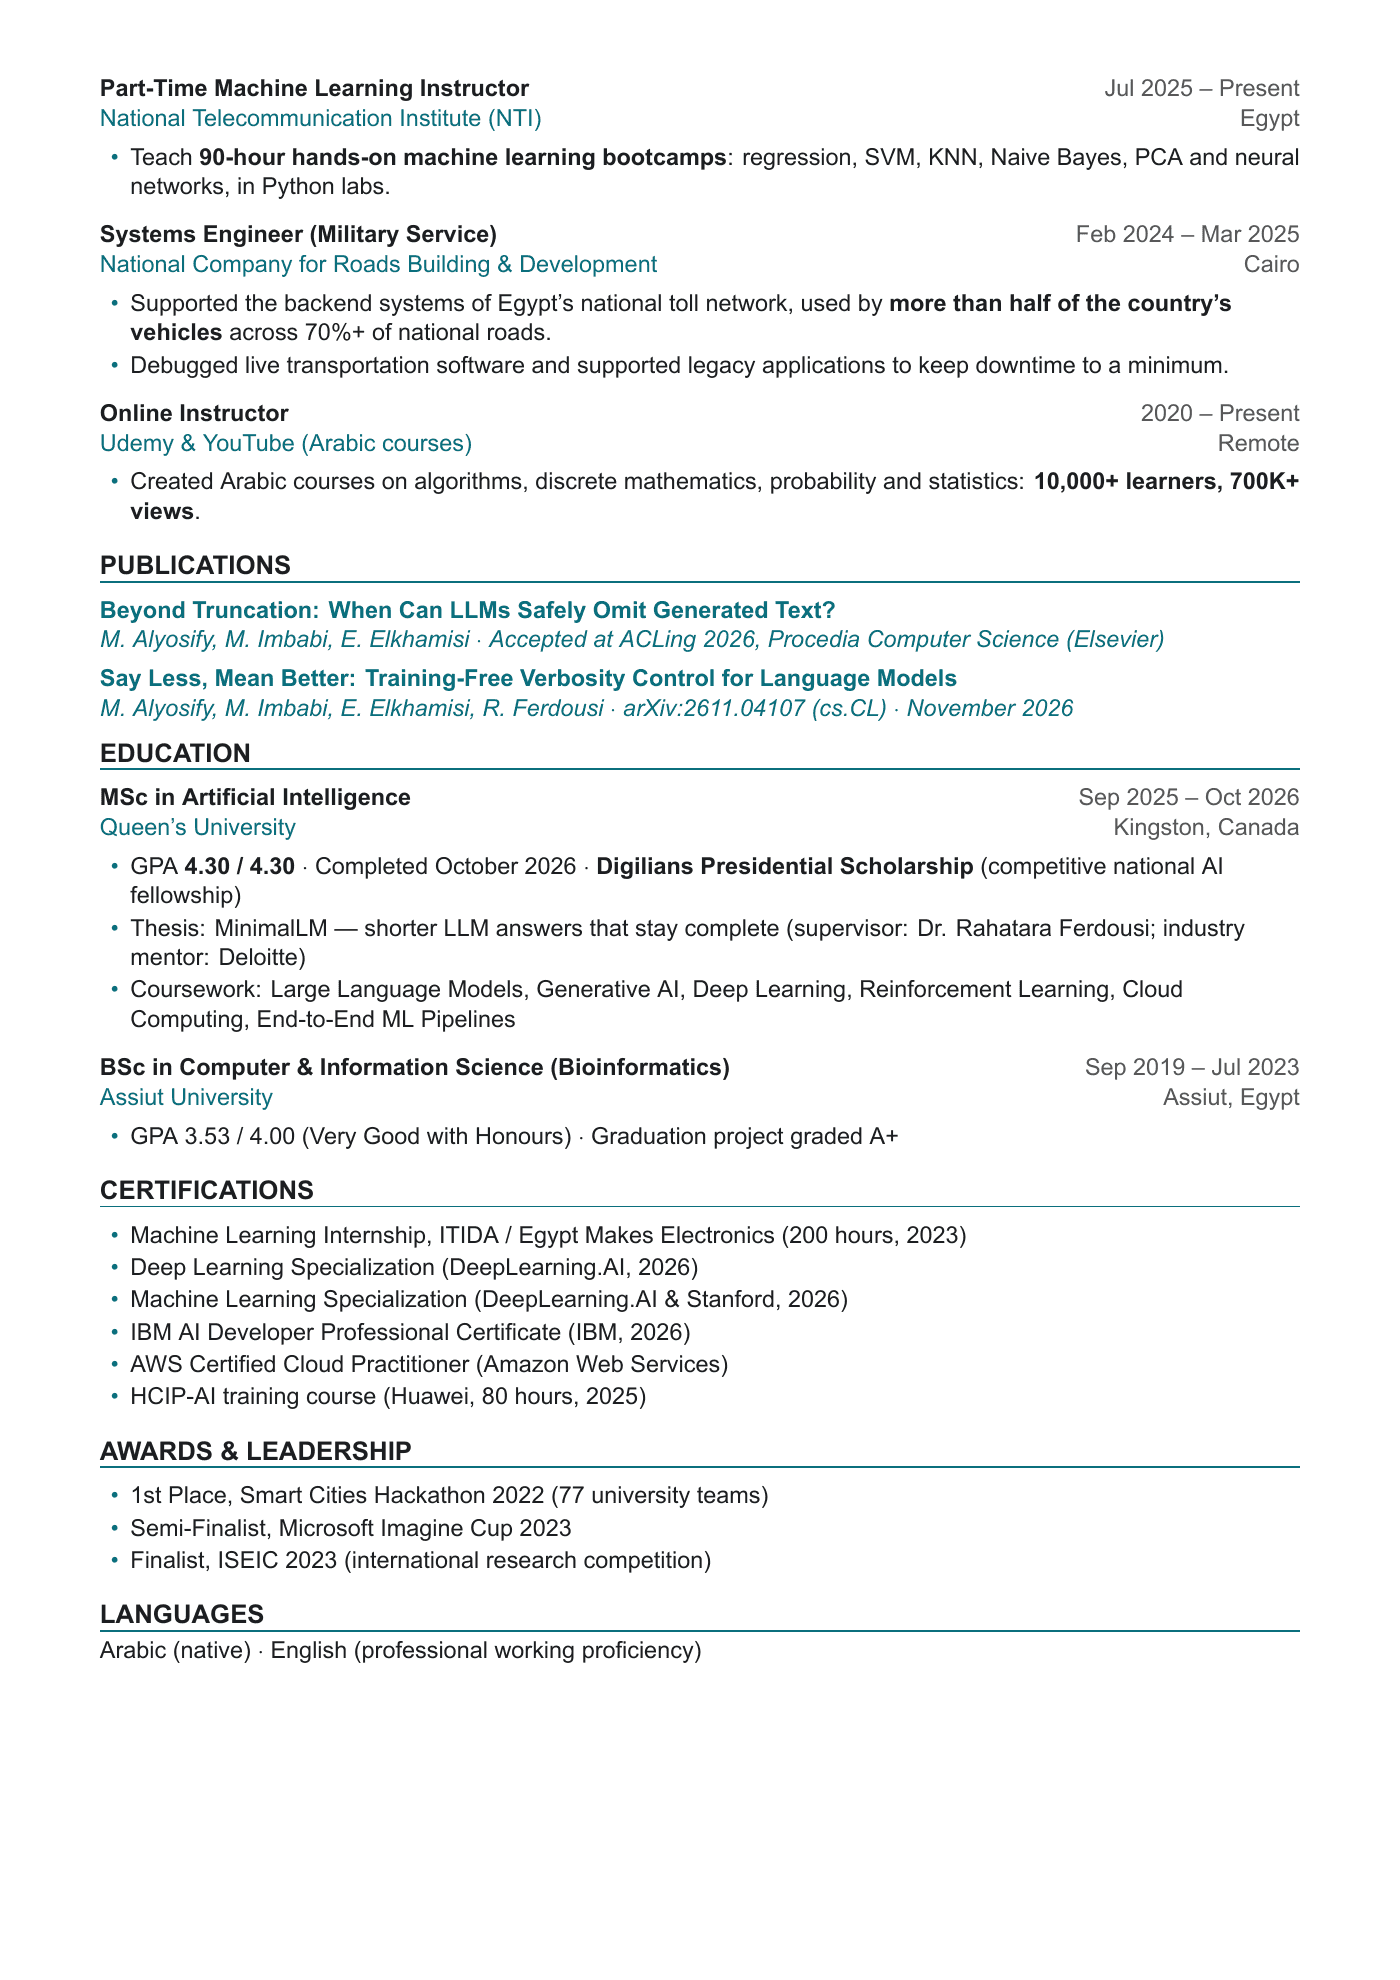 Part-Time Machine Learning Instructor Jul 2025 – Present
National Telecommunication Institute (NTI) Egypt
• Teach 90-hour hands-on machine learning bootcamps: regression, SVM, KNN, Naive Bayes, PCA and neural
networks, in Python labs.
Systems Engineer (Military Service) Feb 2024 – Mar 2025
National Company for Roads Building & Development Cairo
• Supported the backend systems of Egypt’s national toll network, used by more than half of the country’s
vehicles across 70%+ of national roads.
• Debugged live transportation software and supported legacy applications to keep downtime to a minimum.
Online Instructor 2020 – Present
Udemy & YouTube (Arabic courses) Remote
• Created Arabic courses on algorithms, discrete mathematics, probability and statistics: 10,000+ learners, 700K+
views.
PUBLICATIONS
Beyond Truncation: When Can LLMs Safely Omit Generated Text?
M. Alyosify, M. Imbabi, E. Elkhamisi · Accepted at ACLing 2026, Procedia Computer Science (Elsevier)
Say Less, Mean Better: Training-Free Verbosity Control for Language Models
M. Alyosify, M. Imbabi, E. Elkhamisi, R. Ferdousi · arXiv:2611.04107 (cs.CL) · November 2026
EDUCATION
MSc in Artificial Intelligence Sep 2025 – Oct 2026
Queen’s University Kingston, Canada
• GPA 4.30 / 4.30 · Completed October 2026 · Digilians Presidential Scholarship (competitive national AI
fellowship)
• Thesis: MinimalLM — shorter LLM answers that stay complete (supervisor: Dr. Rahatara Ferdousi; industry
mentor: Deloitte)
• Coursework: Large Language Models, Generative AI, Deep Learning, Reinforcement Learning, Cloud
Computing, End-to-End ML Pipelines
BSc in Computer & Information Science (Bioinformatics) Sep 2019 – Jul 2023
Assiut University Assiut, Egypt
• GPA 3.53 / 4.00 (Very Good with Honours) · Graduation project graded A+
CERTIFICATIONS
• Machine Learning Internship, ITIDA / Egypt Makes Electronics (200 hours, 2023)
• Deep Learning Specialization (DeepLearning.AI, 2026)
• Machine Learning Specialization (DeepLearning.AI & Stanford, 2026)
• IBM AI Developer Professional Certificate (IBM, 2026)
• AWS Certified Cloud Practitioner (Amazon Web Services)
• HCIP-AI training course (Huawei, 80 hours, 2025)
AWARDS & LEADERSHIP
• 1st Place, Smart Cities Hackathon 2022 (77 university teams)
• Semi-Finalist, Microsoft Imagine Cup 2023
• Finalist, ISEIC 2023 (international research competition)
LANGUAGES
Arabic (native) · English (professional working proficiency)